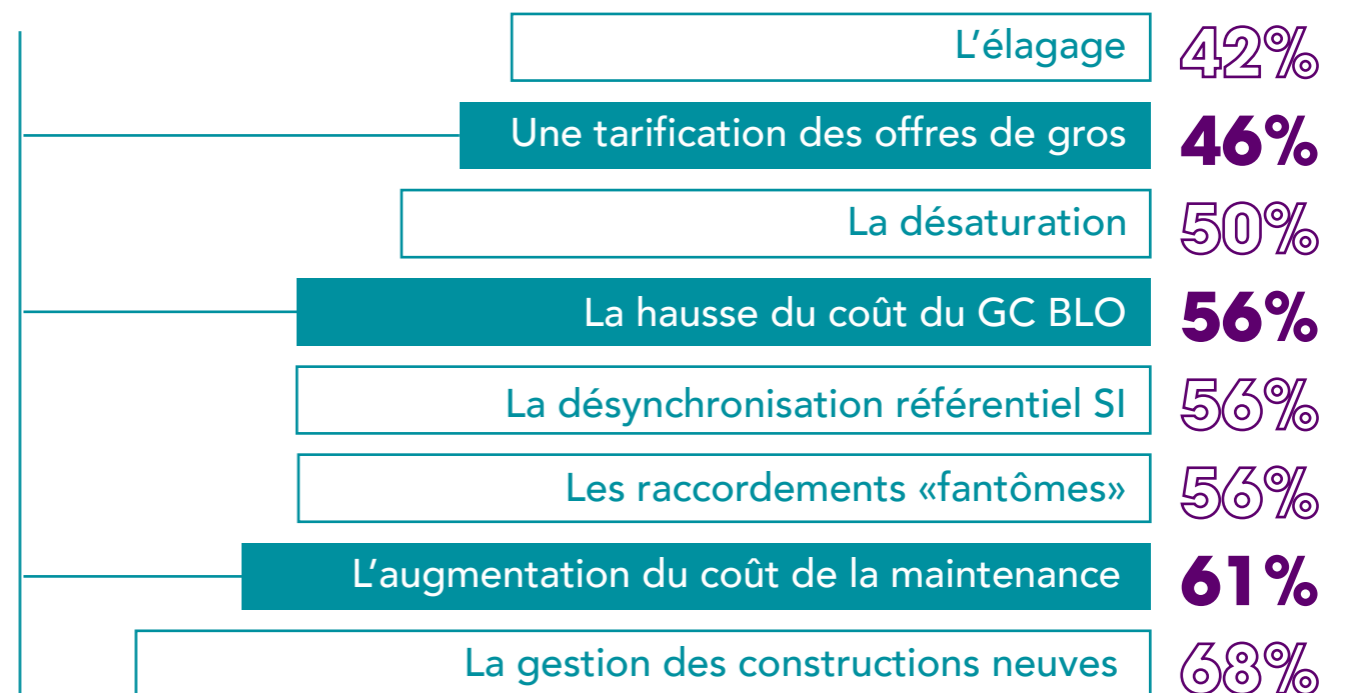 L’élagage 42%
Une tarification des offres de gros 46%
La désaturation 50%
La hausse du coût du GC BLO 56%
La désynchronisation référentiel SI 56%
Les raccordements «fantômes» 56%
L’augmentation du coût de la maintenance 61%
La gestion des constructions neuves 68%